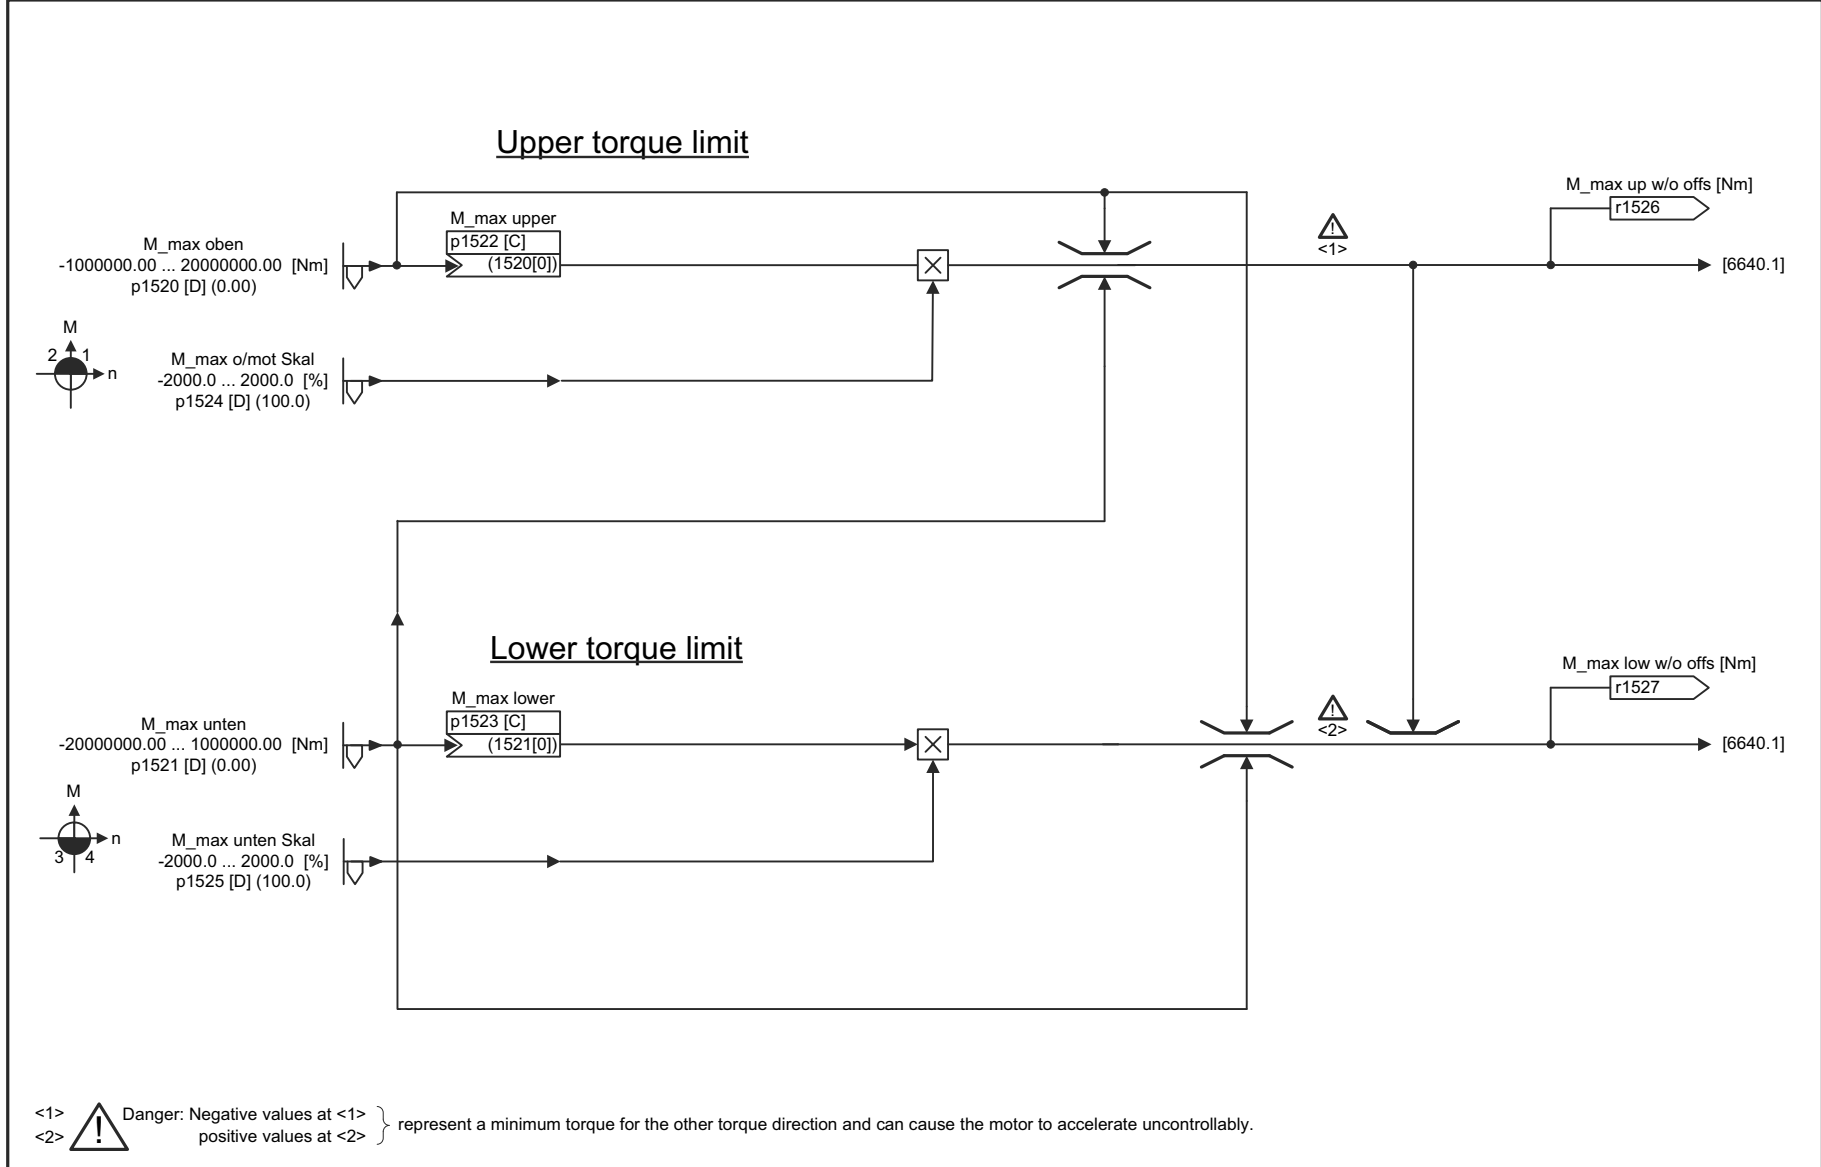 Upper torque limit
M_max up w/o offs [Nm]
r1526
M_max upper
p1522 [C]
(1520[0])
M_max oben
-1000000.00 ... 20000000.00 [Nm]
p1520 [D] (0.00)
<1>
[6640.1]
M
2 1
n
M_max o/mot Skal
-2000.0 ... 2000.0 [%]
p1524 [D] (100.0)
Lower torque limit
M_max low w/o offs [Nm]
r1527
M_max lower
p1523 [C]
(1521[0])
M_max unten
-20000000.00 ... 1000000.00 [Nm]
p1521 [D] (0.00)
<2>
[6640.1]
M
n
3 4
M_max unten Skal
-2000.0 ... 2000.0 [%]
p1525 [D] (100.0)
<1> Danger: Negative values at <1>
<2> positive values at <2>
represent a minimum torque for the other torque direction and can cause the motor to accelerate uncontrollably.